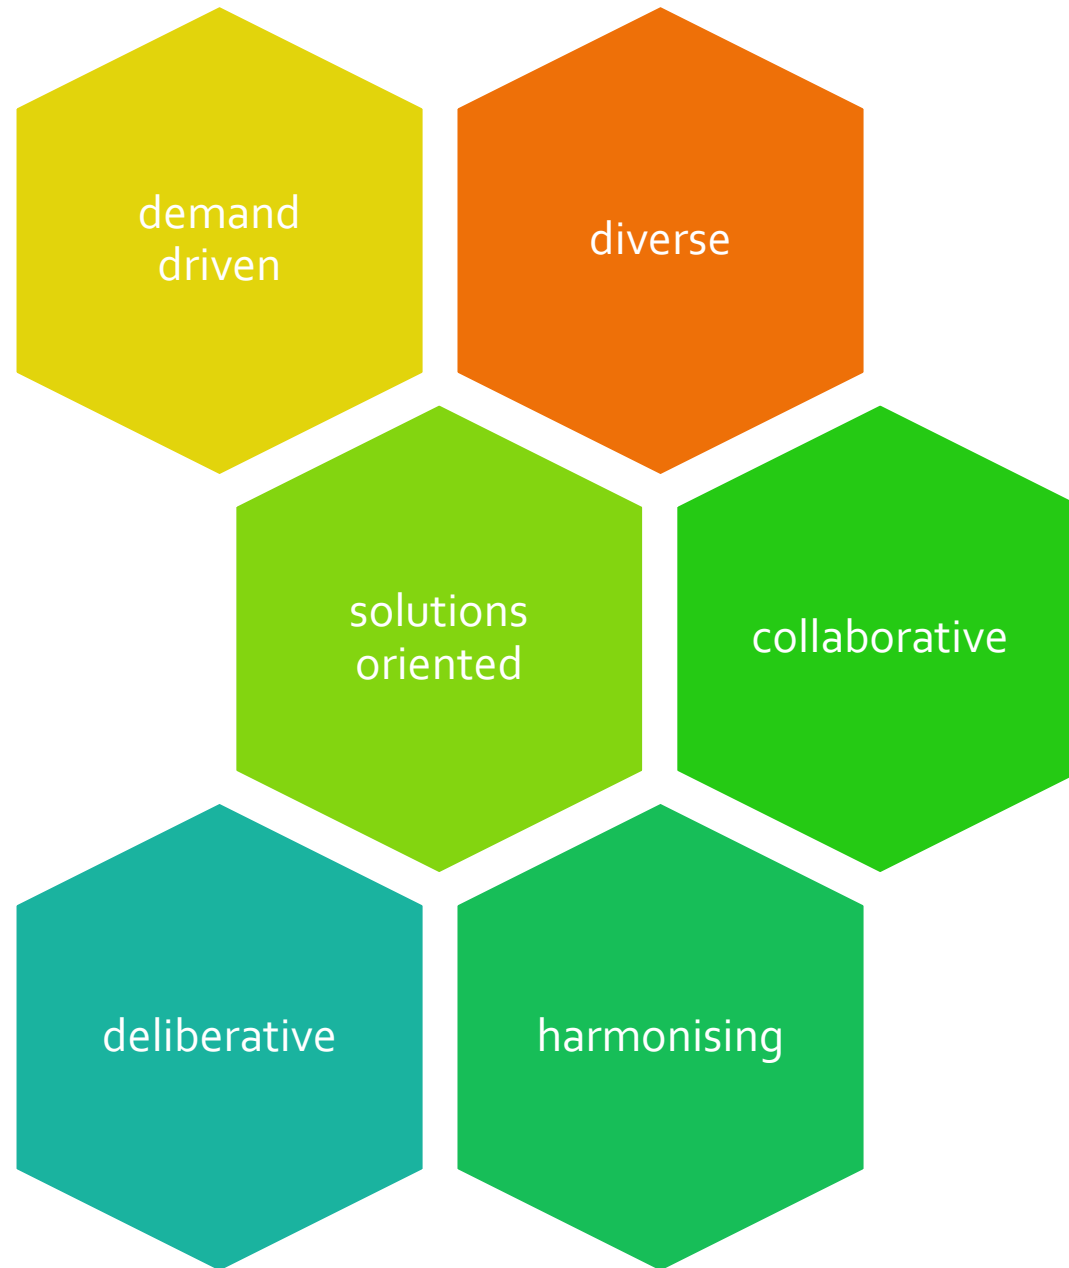 demand
driven
diverse
solutions
oriented
collaborative
deliberative
harmonising